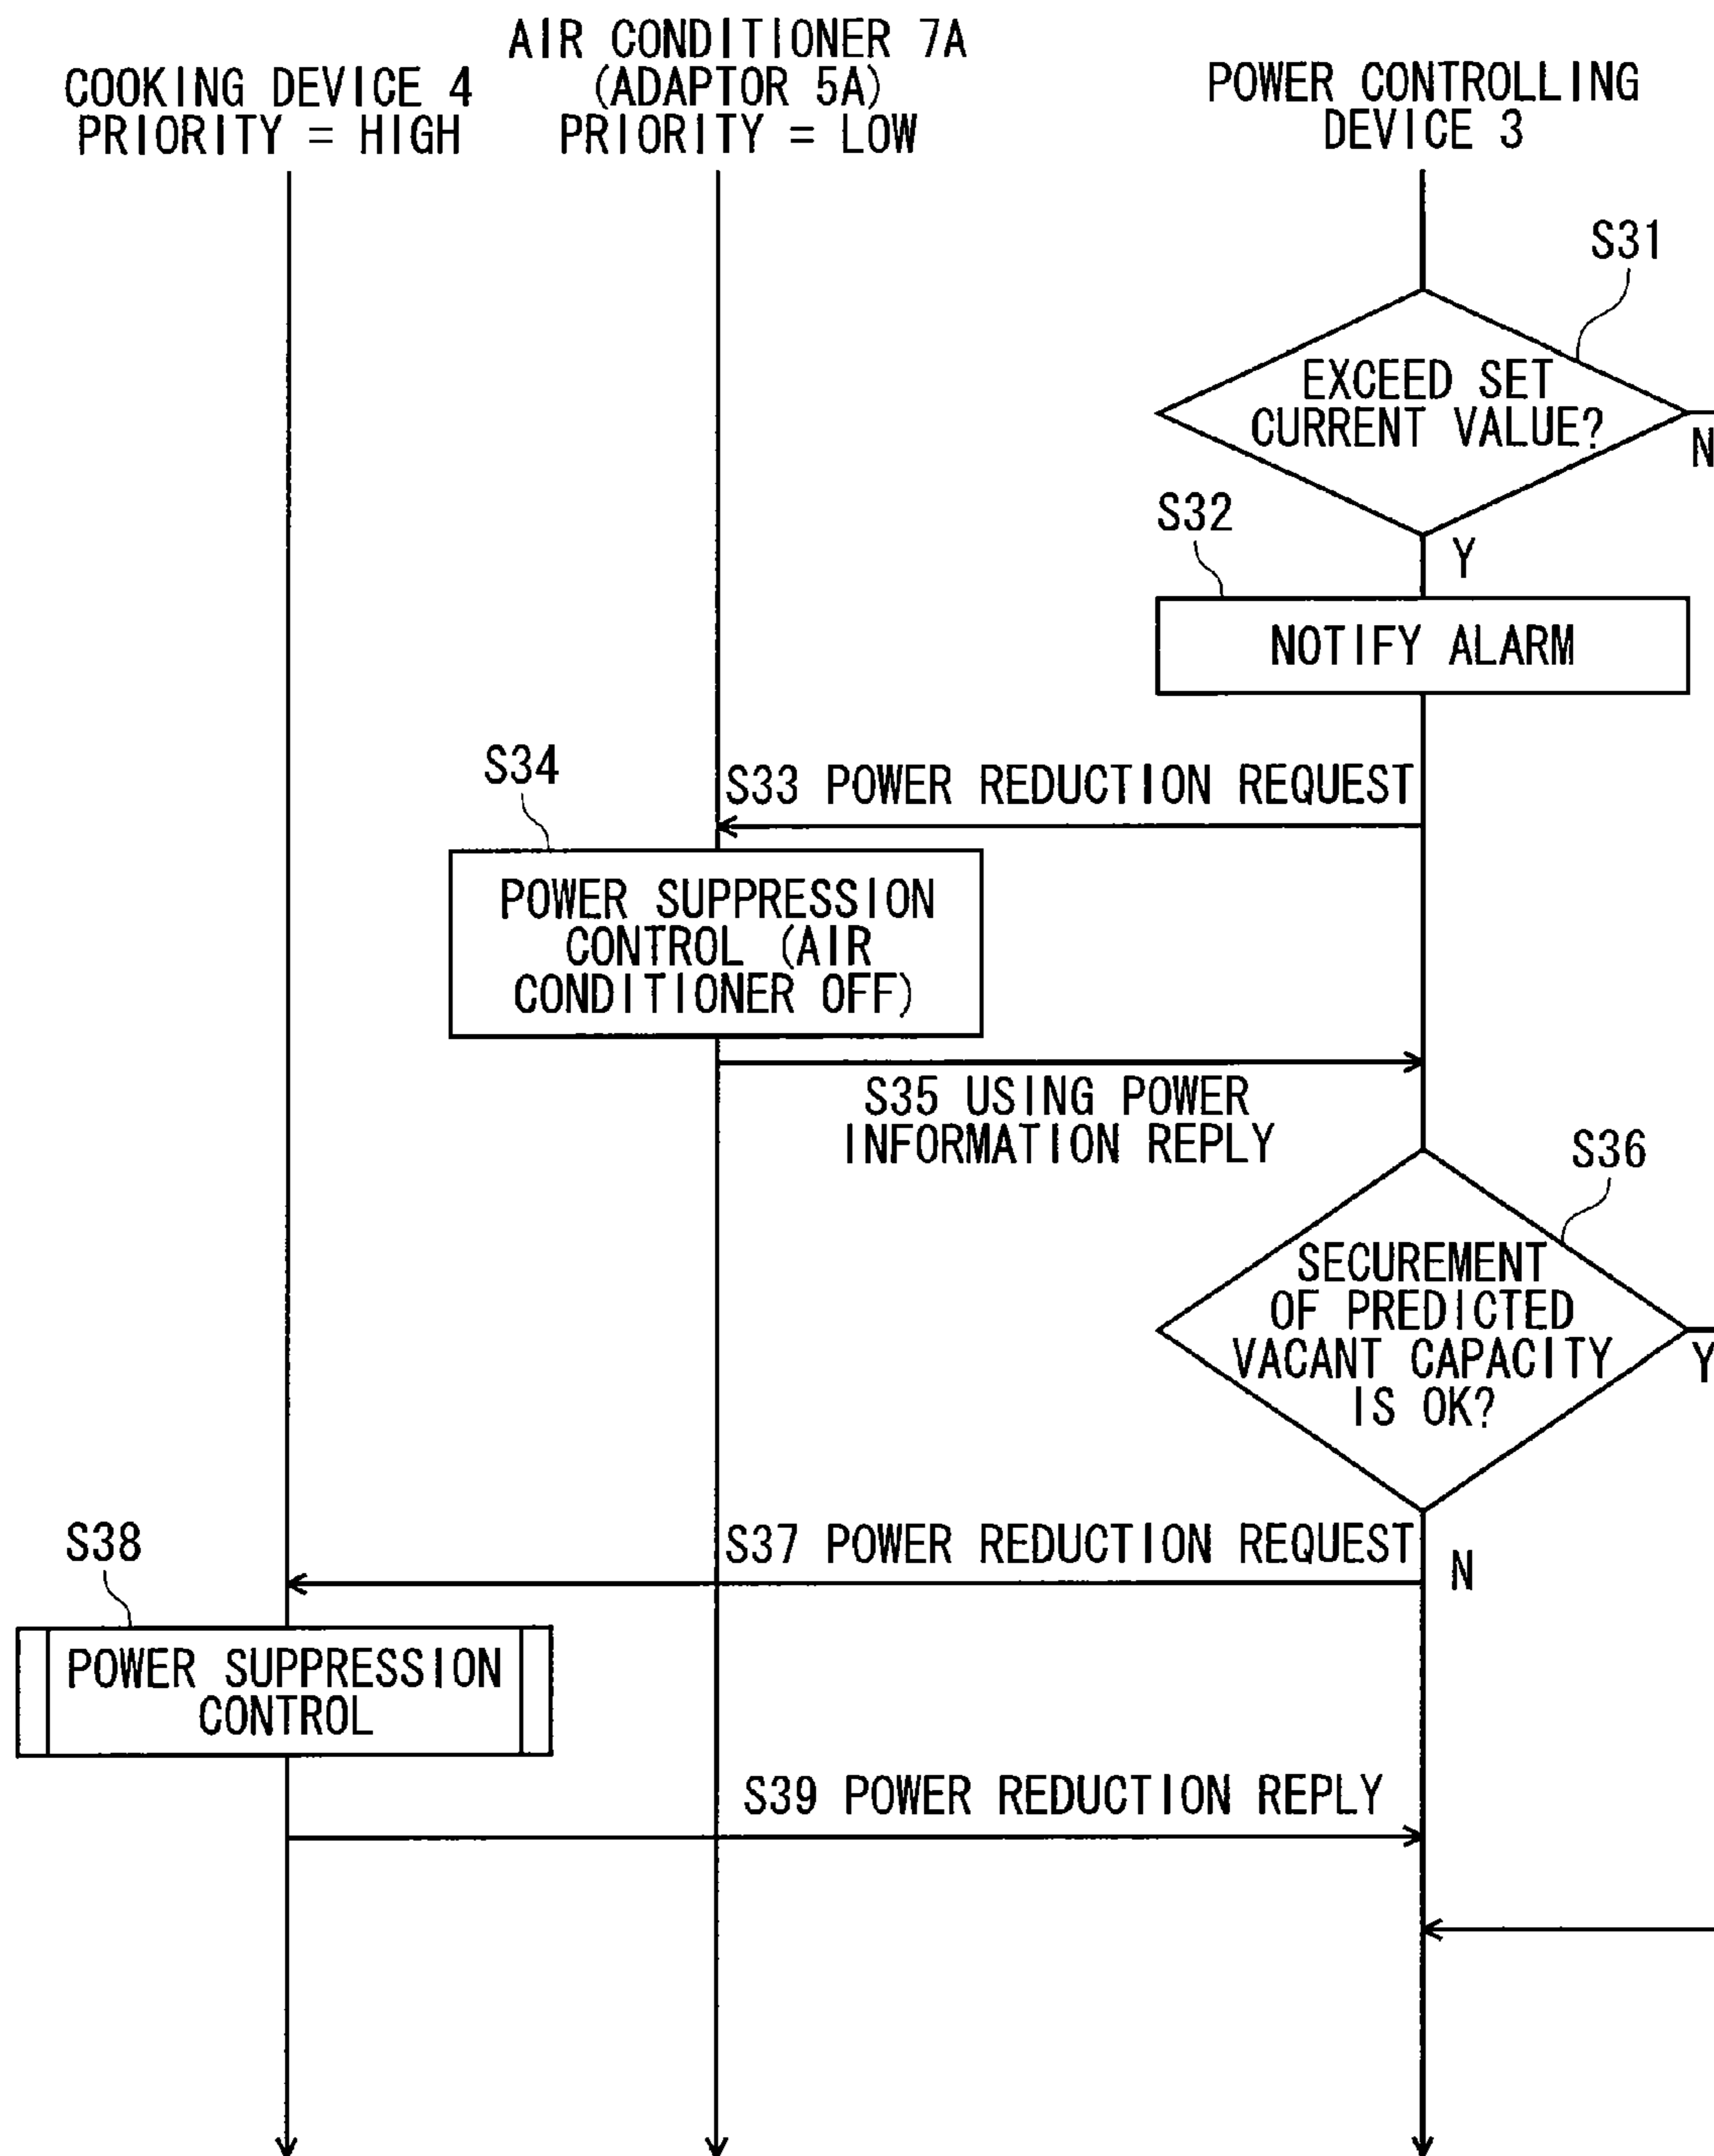 COOKING DEVICE 4
PRIORITY = HIGH
AIR CONDITIONER 7A
(ADAPTOR 5A)
PRIORITY = LOW
POWER CONTROLLING
DEVICE 3
S31
EXCEED SET
CURRENT VALUE?
N
S32
Y
NOTIFY ALARM
S33 POWER REDUCTION REQUEST
S34
POWER SUPPRESSION
CONTROL (AIR
CONDITIONER OFF)
S35 USING POWER
INFORMATION REPLY
S36
SECUREMENT
OF PREDICTED
VACANT CAPACITY
IS OK?
Y
S37 POWER REDUCTION REQUEST
N
S38
POWER SUPPRESSION
CONTROL
S39 POWER REDUCTION REPLY